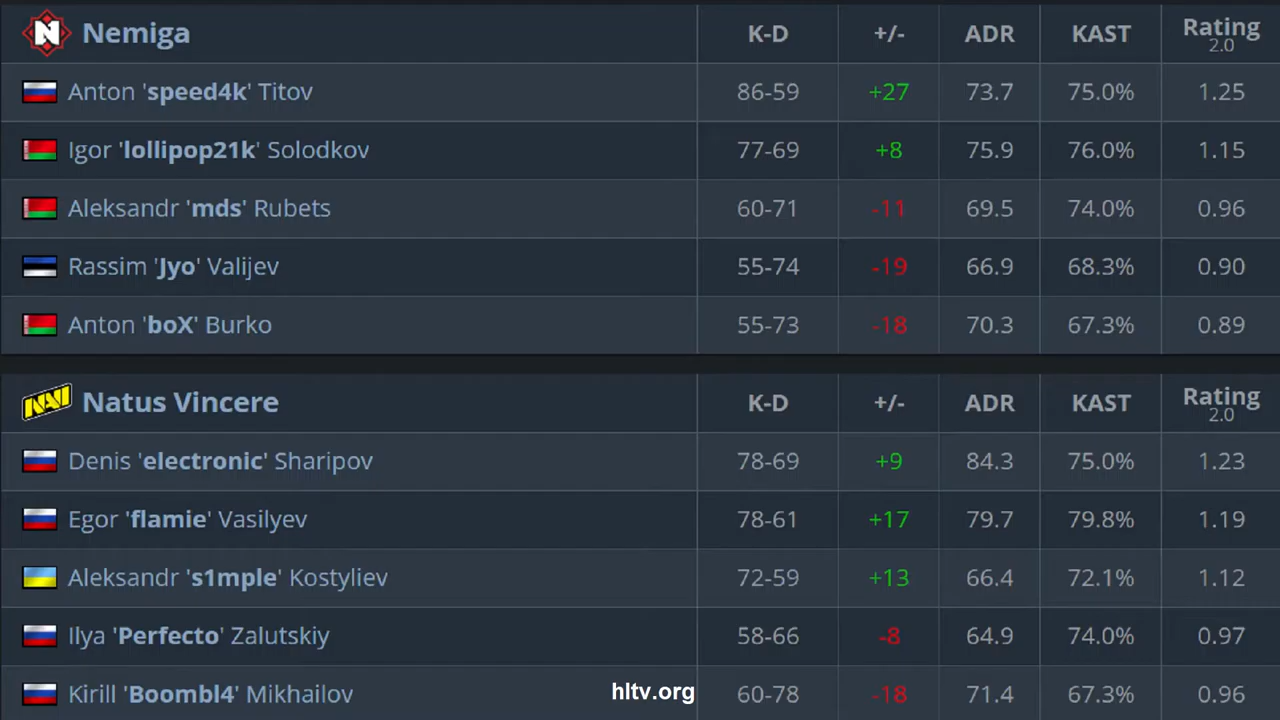 Nemiga K-D +/- ADR KAST Rating 2.0
Anton 'speed4k' Titov 86-59 +27 73.7 75.0% 1.25
Igor 'lollipop21k' Solodkov 77-69 +8 75.9 76.0% 1.15
Aleksandr 'mds' Rubets 60-71 -11 69.5 74.0% 0.96
Rassim 'Jyo' Valijev 55-74 -19 66.9 68.3% 0.90
Anton 'boX' Burko 55-73 -18 70.3 67.3% 0.89
NAVI Natus Vincere K-D +/- ADR KAST Rating 2.0
Denis 'electronic' Sharipov 78-69 +9 84.3 75.0% 1.23
Egor 'flamie' Vasilyev 78-61 +17 79.7 79.8% 1.19
Aleksandr 's1mple' Kostyliev 72-59 +13 66.4 72.1% 1.12
Ilya 'Perfecto' Zalutskiy 58-66 -8 64.9 74.0% 0.97
Kirill 'Boombl4' Mikhailov hltv.org 60-78 -18 71.4 67.3% 0.96